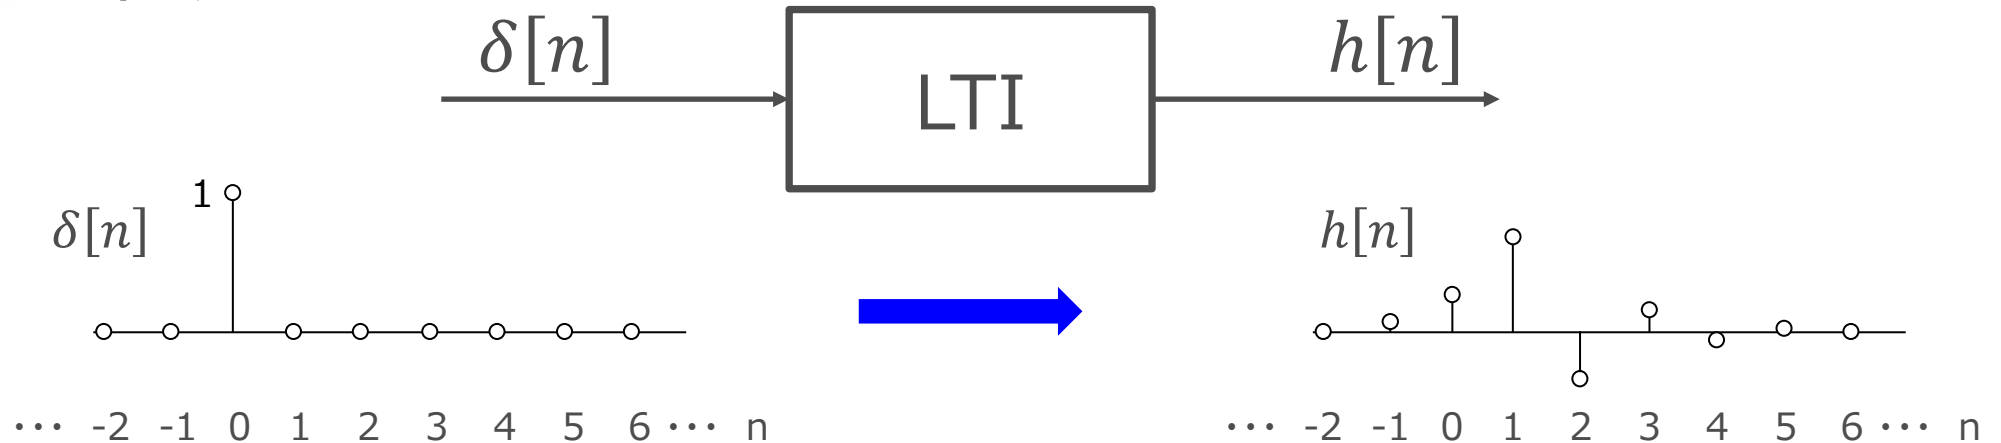 δ[n] LTI h[n]
1
δ[n] h[n]
··· -2 -1 0 1 2 3 4 5 6 ··· n ··· -2 -1 0 1 2 3 4 5 6 ··· n